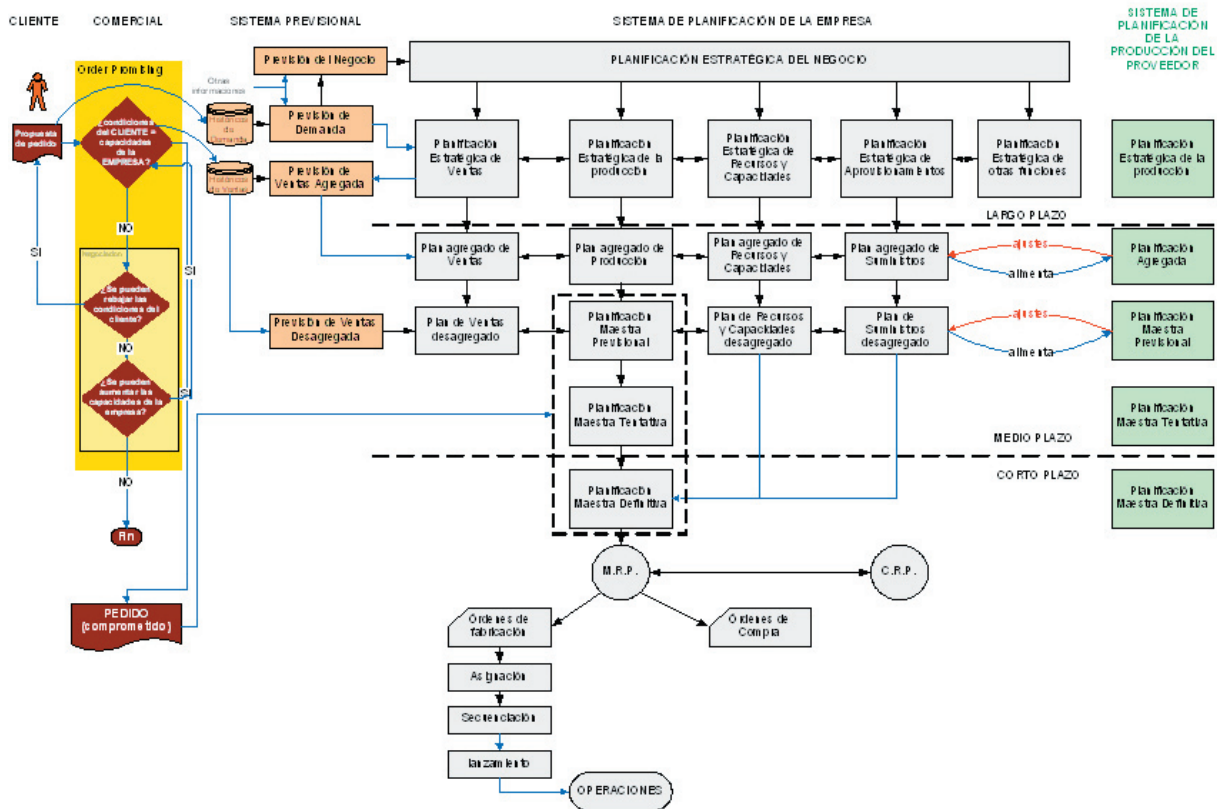 CLIENTE
COMERCIAL
SISTEMA PREVISIONAL
SISTEMA DE PLANIFICACIÓN DE LA EMPRESA
SISTEMA DE
PLANIFICACIÓN
DE LA
PRODUCCIÓN DEL
PROVEEDOR
Order Promising
Propuesta
de pedido
¿condiciones
del CLIENTE =
capacidades
de la
EMPRESA?
Otras
informaciones
Previsión del Negocio
Históricos
de Demanda
Previsión de
Demanda
Históricos
de Ventas
Previsión de
Ventas Agregada
PLANIFICACIÓN ESTRATÉGICA DEL NEGOCIO
Planificación
Estratégica de
Ventas
Planificación
Estratégica de la
producción
Planificación
Estratégica de
Recursos y
Capacidades
Planificación
Estratégica de
Aprovisionamientos
Planificación
Estratégica de
otras funciones
Planificación
Estratégica de la
producción
LARGO PLAZO
NO
SI
SI
Negociación
¿Se pueden
rebajar las
condiciones del
cliente?
NO
¿Se pueden
aumentar las
capacidades de la
empresa?
SI
NO
Fin
PEDIDO
(comprometido)
Plan agregado de
Ventas
Plan agregado de
Producción
Plan agregado de
Recursos y
Capacidades
Plan agregado de
Suministros
ajustes
alimenta
Planificación
Agregada
Previsión de Ventas
Desagregada
Plan de Ventas
desagregado
Planificación
Maestra
Previsional
Plan de Recursos
y Capacidades
desagregado
Plan de
Suministros
desagregado
ajustes
alimenta
Planificación
Maestra
Previsional
Planificación
Maestra Tentativa
Planificación
Maestra Tentativa
MEDIO PLAZO
CORTO PLAZO
Planificación
Maestra Definitiva
Planificación
Maestra Definitiva
M.R.P.
C.R.P.
Órdenes de
fabricación
Órdenes de
Compra
Asignación
Secuenciación
lanzamiento
OPERACIONES